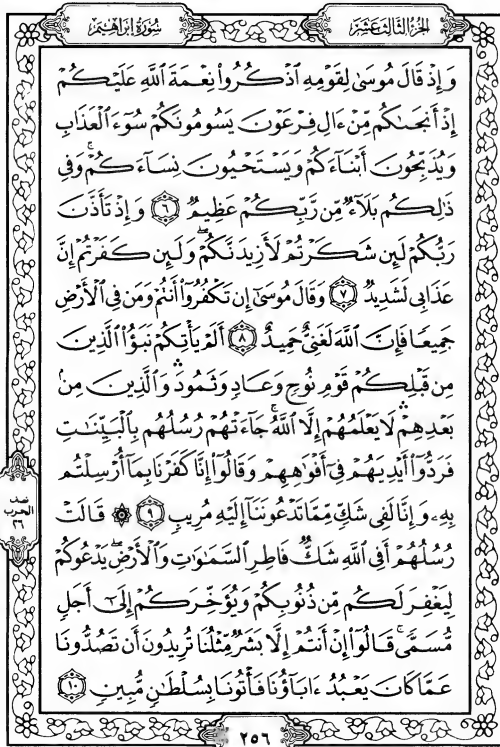 الجزء الثالث عشر
سورة إبراهيم
وَإِذْ قَالَ مُوسَىٰ لِقَوْمِهِ ٱذْكُرُوا۟ نِعْمَةَ ٱللَّهِ عَلَيْكُمْ
إِذْ أَنجَىٰكُم مِّنْ ءَالِ فِرْعَوْنَ يَسُومُونَكُمْ سُوٓءَ ٱلْعَذَابِ
وَيُذَبِّحُونَ أَبْنَآءَكُمْ وَيَسْتَحْيُونَ نِسَآءَكُمْ ۚ وَفِى
ذَٰلِكُم بَلَآءٌ مِّن رَّبِّكُمْ عَظِيمٌ ٦ وَإِذْ تَأَذَّنَ
رَبُّكُمْ لَئِن شَكَرْتُمْ لَأَزِيدَنَّكُمْ ۖ وَلَئِن كَفَرْتُمْ إِنَّ
عَذَابِى لَشَدِيدٌ ٧ وَقَالَ مُوسَىٰٓ إِن تَكْفُرُوٓا۟ أَنتُمْ وَمَن فِى ٱلْأَرْضِ
جَمِيعًا فَإِنَّ ٱللَّهَ لَغَنِىٌّ حَمِيدٌ ٨ أَلَمْ يَأْتِكُمْ نَبَؤُا۟ ٱلَّذِينَ
مِن قَبْلِكُمْ قَوْمِ نُوحٍ وَعَادٍ وَثَمُودَ ۛ وَٱلَّذِينَ مِنۢ
بَعْدِهِمْ ۛ لَا يَعْلَمُهُمْ إِلَّا ٱللَّهُ ۚ جَآءَتْهُمْ رُسُلُهُم بِٱلْبَيِّنَٰتِ
فَرَدُّوٓا۟ أَيْدِيَهُمْ فِىٓ أَفْوَٰهِهِمْ وَقَالُوٓا۟ إِنَّا كَفَرْنَا بِمَآ أُرْسِلْتُم
بِهِۦ وَإِنَّا لَفِى شَكٍّ مِّمَّا تَدْعُونَنَآ إِلَيْهِ مُرِيبٍ ٩ ۞ قَالَتْ
رُسُلُهُمْ أَفِى ٱللَّهِ شَكٌّ فَاطِرِ ٱلسَّمَٰوَٰتِ وَٱلْأَرْضِ ۖ يَدْعُوكُمْ
لِيَغْفِرَ لَكُم مِّن ذُنُوبِكُمْ وَيُؤَخِّرَكُمْ إِلَىٰٓ أَجَلٍ
مُّسَمًّى ۚ قَالُوٓا۟ إِنْ أَنتُمْ إِلَّا بَشَرٌ مِّثْلُنَا تُرِيدُونَ أَن تَصُدُّونَا
عَمَّا كَانَ يَعْبُدُ ءَابَآؤُنَا فَأْتُونَا بِسُلْطَٰنٍ مُّبِينٍ ١٠
نصف
الحزب
٢٦
٢٥٦